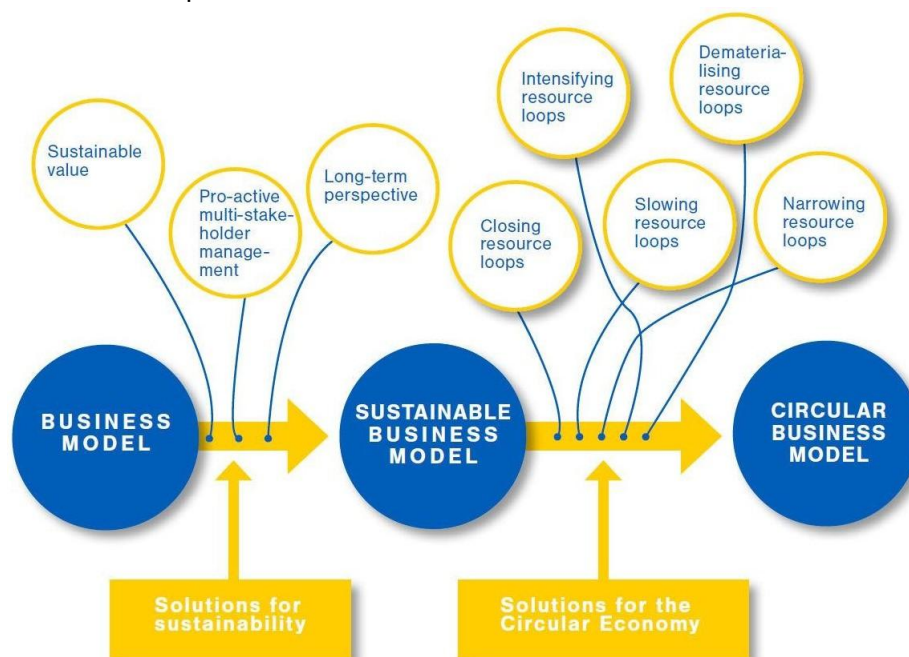 Sustainable
value
Pro-active
multi-stake-
holder
manage-
ment
Long-term
perspective
Closing
resource
loops
Intensifying
resource
loops
Slowing
resource
loops
Demateria-
lising
resource
loops
Narrowing
resource
loops
BUSINESS
MODEL
SUSTAINABLE
BUSINESS
MODEL
CIRCULAR
BUSINESS
MODEL
Solutions for
sustainability
Solutions for the
Circular Economy